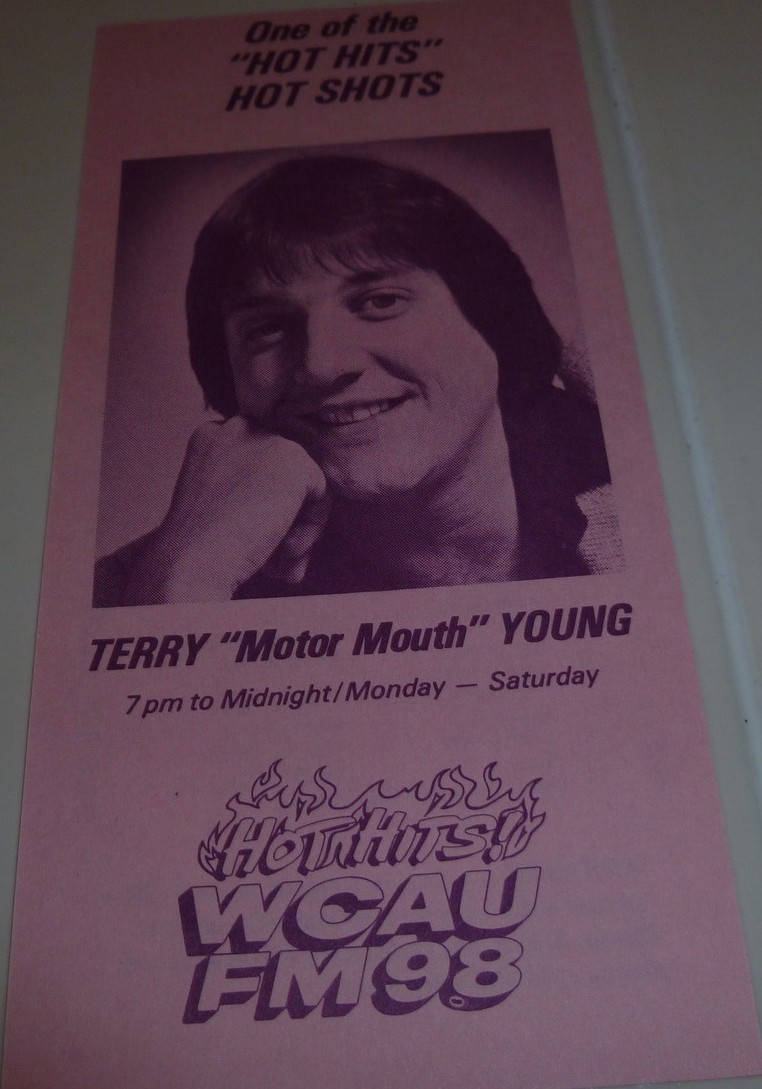 One of the
"HOT HITS"
HOT SHOTS
TERRY "Motor Mouth" YOUNG
7pm to Midnight/Monday — Saturday
HOT HITS!
WCAU
FM98